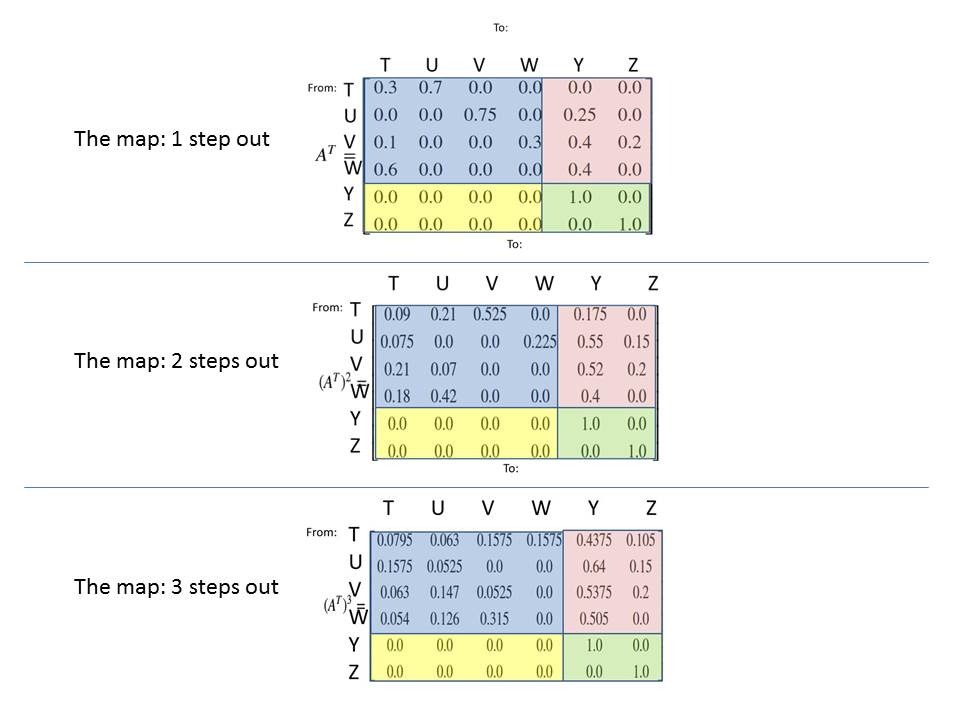 To:
T U V W Y Z
From: T 0.3 0.7 0.0 0.0 0.0 0.0
U 0.0 0.0 0.75 0.0 0.25 0.0
The map: 1 step out
V 0.1 0.0 0.0 0.3 0.4 0.2
A^T =
W 0.6 0.0 0.0 0.0 0.4 0.0
Y 0.0 0.0 0.0 0.0 1.0 0.0
Z 0.0 0.0 0.0 0.0 0.0 1.0
To:
T U V W Y Z
From: T 0.09 0.21 0.525 0.0 0.175 0.0
U 0.075 0.0 0.0 0.225 0.55 0.15
The map: 2 steps out
V 0.21 0.07 0.0 0.0 0.52 0.2
(A^T)^2 =
W 0.18 0.42 0.0 0.0 0.4 0.0
Y 0.0 0.0 0.0 0.0 1.0 0.0
Z 0.0 0.0 0.0 0.0 0.0 1.0
To:
T U V W Y Z
From: T 0.0795 0.063 0.1575 0.1575 0.4375 0.105
U 0.1575 0.0525 0.0 0.0 0.64 0.15
The map: 3 steps out
V 0.063 0.147 0.0525 0.0 0.5375 0.2
(A^T)^3 =
W 0.054 0.126 0.315 0.0 0.505 0.0
Y 0.0 0.0 0.0 0.0 1.0 0.0
Z 0.0 0.0 0.0 0.0 0.0 1.0